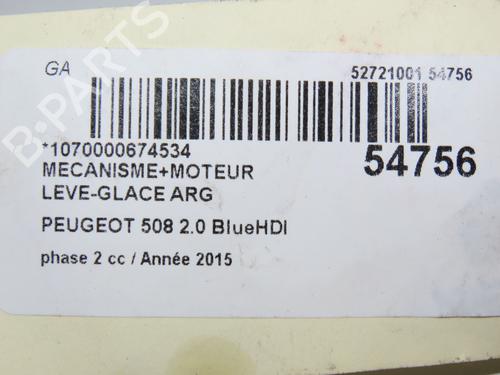 GA
52721001 54756
*1070000674534
54756
MECANISME+MOTEUR
LEVE-GLACE ARG
PEUGEOT 508 2.0 BlueHDI
phase 2 cc / Année 2015
B-PARTS